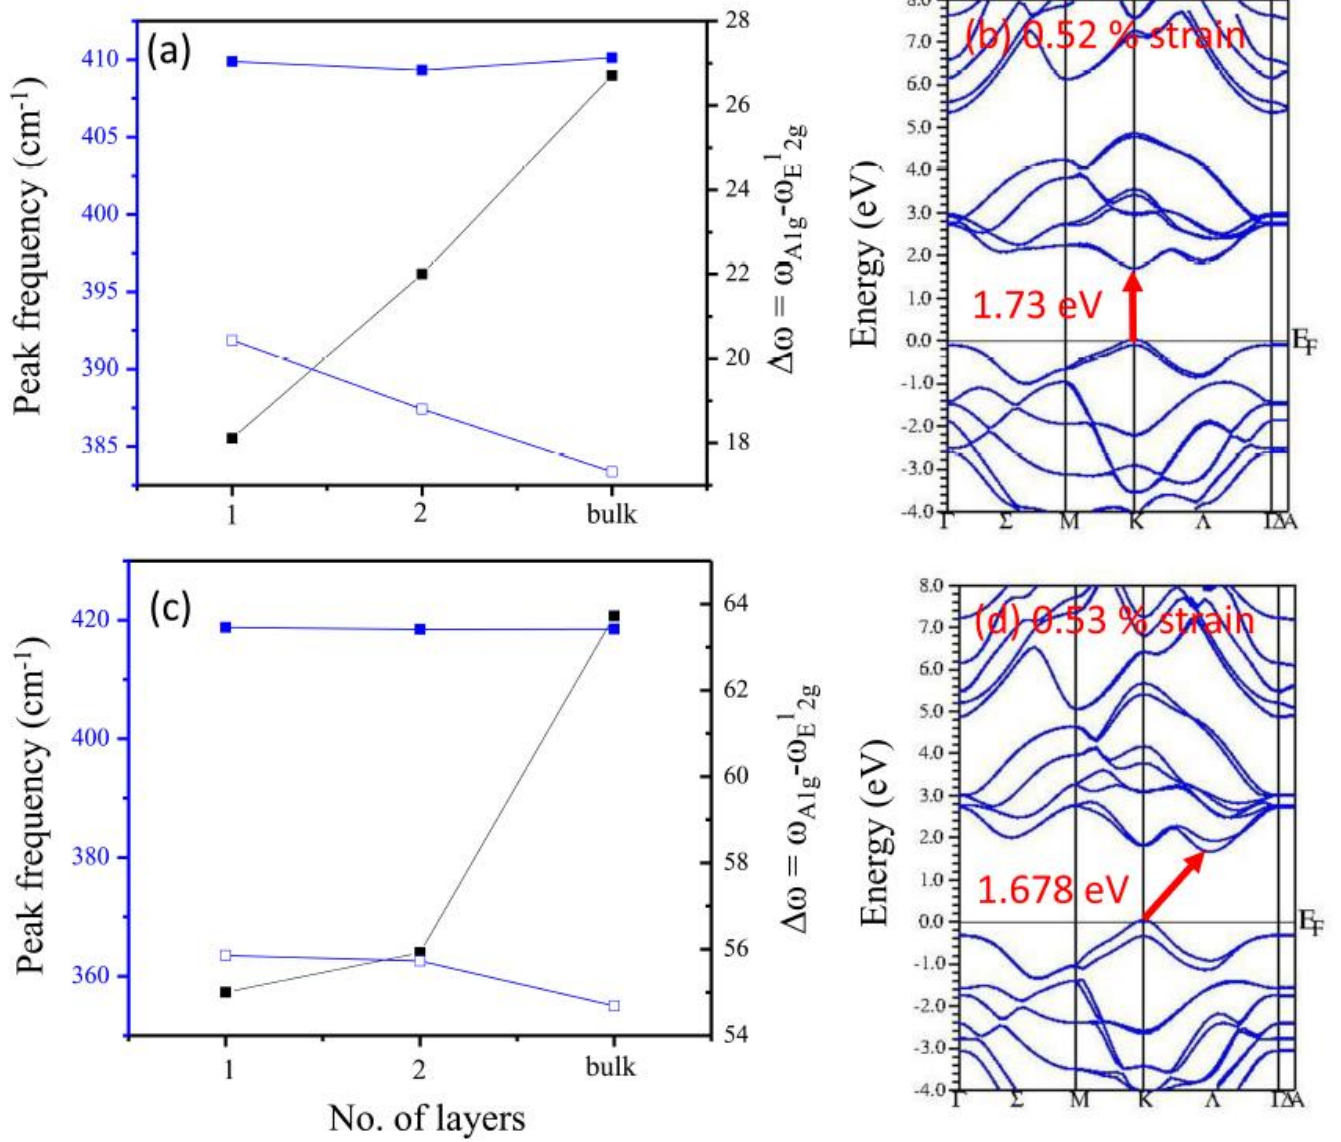 (a)
Peak frequency (cm-1)
410
405
400
395
390
385
28
26
24
22
20
18
Δω = ωA1g-ωE12g
1
2
bulk
(b) 0.52 % strain
Energy (eV)
8.0
7.0
6.0
5.0
4.0
3.0
2.0
1.0
0.0
-1.0
-2.0
-3.0
-4.0
1.73 eV
EF
Γ Σ M K Λ Γ Δ A
(c)
Peak frequency (cm-1)
420
400
380
360
64
62
60
58
56
54
Δω = ωA1g-ωE12g
1
2
bulk
No. of layers
(d) 0.53 % strain
Energy (eV)
8.0
7.0
6.0
5.0
4.0
3.0
2.0
1.0
0.0
-1.0
-2.0
-3.0
-4.0
1.678 eV
EF
Γ Σ M K Λ Γ Δ A